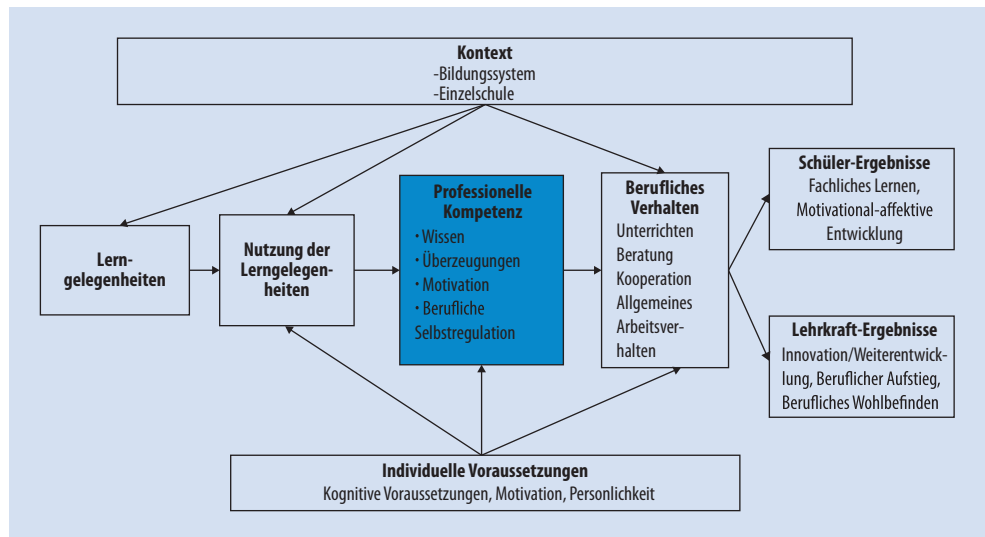 Kontext
-Bildungssystem
-Einzelschule
Lern-
gelegenheiten
Nutzung der
Lerngelegen-
heiten
Professionelle
Kompetenz
· Wissen
· Überzeugungen
· Motivation
· Berufliche
Selbstregulation
Berufliches
Verhalten
Unterrichten
Beratung
Kooperation
Allgemeines
Arbeitsver-
halten
Schüler-Ergebnisse
Fachliches Lernen,
Motivational-affektive
Entwicklung
Lehrkraft-Ergebnisse
Innovation/Weiterentwick-
lung, Beruflicher Aufstieg,
Berufliches Wohlbefinden
Individuelle Voraussetzungen
Kognitive Voraussetzungen, Motivation, Personlichkeit